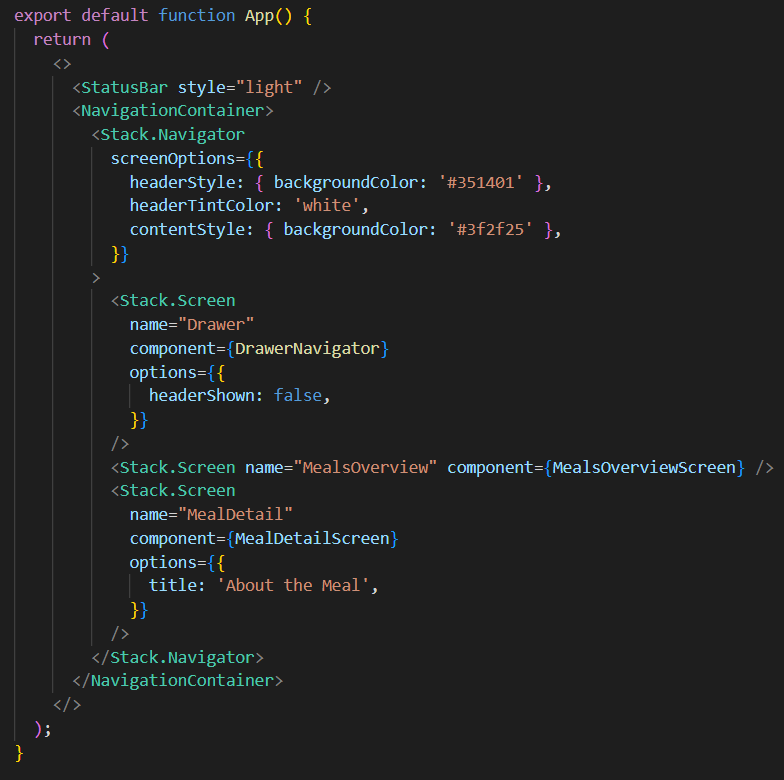 export default function App() {
  return (
    <>
      <StatusBar style="light" />
      <NavigationContainer>
        <Stack.Navigator
          screenOptions={{
            headerStyle: { backgroundColor: '#351401' },
            headerTintColor: 'white',
            contentStyle: { backgroundColor: '#3f2f25' },
          }}
        >
          <Stack.Screen
            name="Drawer"
            component={DrawerNavigator}
            options={{
              headerShown: false,
            }}
          />
          <Stack.Screen name="MealsOverview" component={MealsOverviewScreen} />
          <Stack.Screen
            name="MealDetail"
            component={MealDetailScreen}
            options={{
              title: 'About the Meal',
            }}
          />
        </Stack.Navigator>
      </NavigationContainer>
    </>
  );
}